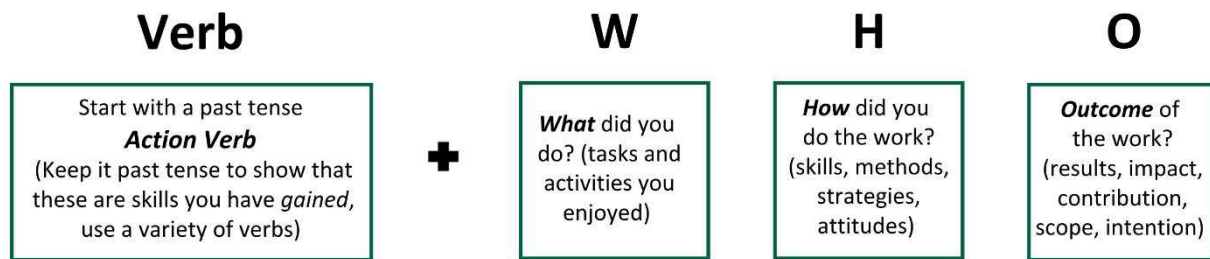 Verb
W
H
O
Start with a past tense
Action Verb
(Keep it past tense to show that
these are skills you have gained,
use a variety of verbs)
+
What did you
do? (tasks and
activities you
enjoyed)
How did you
do the work?
(skills, methods,
strategies,
attitudes)
Outcome of
the work?
(results, impact,
contribution,
scope, intention)